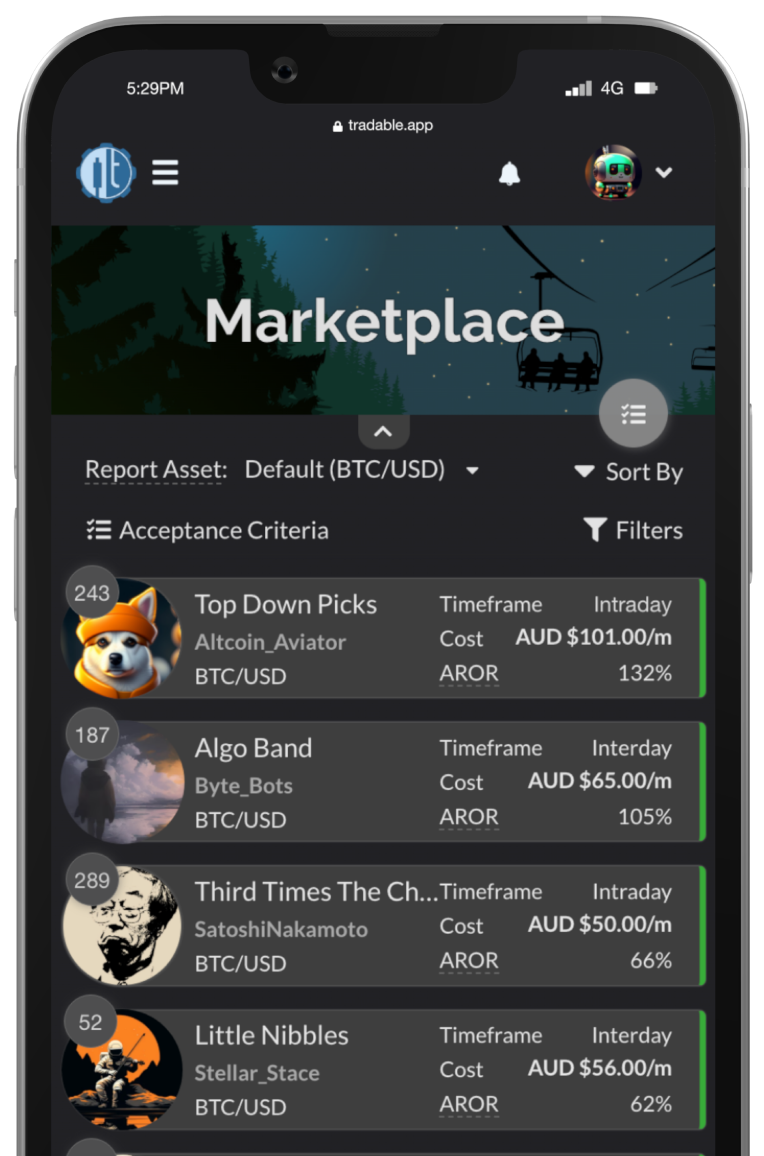 5:29PM 4G
tradable.app
t
Marketplace
Report Asset: Default (BTC/USD) Sort By
Acceptance Criteria Filters
243
Top Down Picks Timeframe Intraday
Altcoin_Aviator Cost AUD $101.00/m
BTC/USD AROR 132%
187
Algo Band Timeframe Interday
Byte_Bots Cost AUD $65.00/m
BTC/USD AROR 105%
289
Third Times The Ch... Timeframe Intraday
SatoshiNakamoto Cost AUD $50.00/m
BTC/USD AROR 66%
52
Little Nibbles Timeframe Interday
Stellar_Stace Cost AUD $56.00/m
BTC/USD AROR 62%